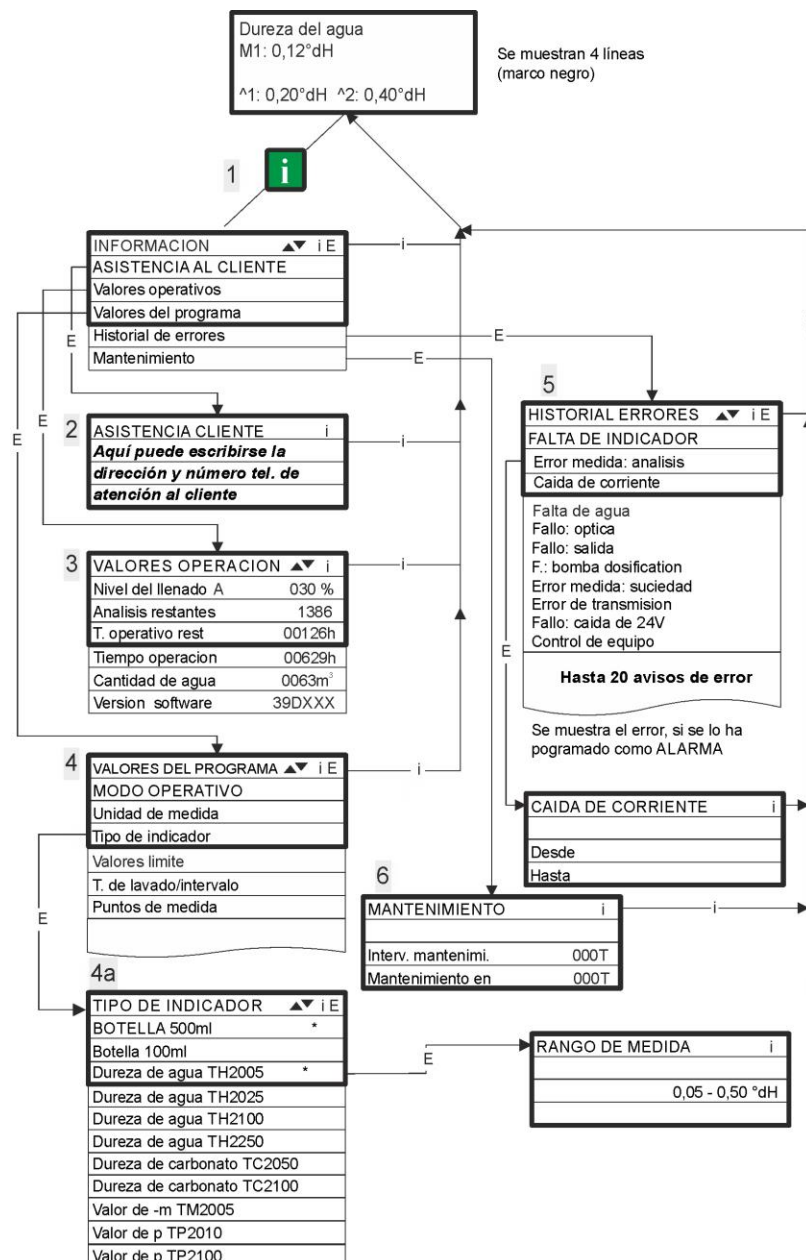 Dureza del agua
M1: 0,12°dH
^1: 0,20°dH ^2: 0,40°dH
Se muestran 4 líneas
(marco negro)
1
i
INFORMACION ▲▼ i E
ASISTENCIA AL CLIENTE
Valores operativos
Valores del programa
Historial de errores
Mantenimiento
i
E
E
E
E
E
2
ASISTENCIA CLIENTE i
Aquí puede escribirse la
dirección y número tel. de
atención al cliente
i
3
VALORES OPERACION ▲▼ i
Nivel del llenado A 030 %
Analisis restantes 1386
T. operativo rest 00126h
Tiempo operacion 00629h
Cantidad de agua 0063m³
Version software 39DXXX
i
4
VALORES DEL PROGRAMA ▲▼ i E
MODO OPERATIVO
Unidad de medida
Tipo de indicador
Valores limite
T. de lavado/intervalo
Puntos de medida
i
E
4a
TIPO DE INDICADOR ▲▼ i E
BOTELLA 500ml *
Botella 100ml
Dureza de agua TH2005 *
Dureza de agua TH2025
Dureza de agua TH2100
Dureza de agua TH2250
Dureza de carbonato TC2050
Dureza de carbonato TC2100
Valor de -m TM2005
Valor de p TP2010
Valor de p TP2100
E
RANGO DE MEDIDA i
0,05 - 0,50 °dH
5
HISTORIAL ERRORES ▲▼ i E
FALTA DE INDICADOR
Error medida: analisis
Caida de corriente
Falta de agua
Fallo: optica
Fallo: salida
F.: bomba dosification
Error medida: suciedad
Error de transmision
Fallo: caida de 24V
Control de equipo
Hasta 20 avisos de error
Se muestra el error, si se lo ha
pogramado como ALARMA
E
CAIDA DE CORRIENTE i
Desde
Hasta
6
MANTENIMIENTO i
Interv. mantenimi. 000T
Mantenimiento en 000T
i